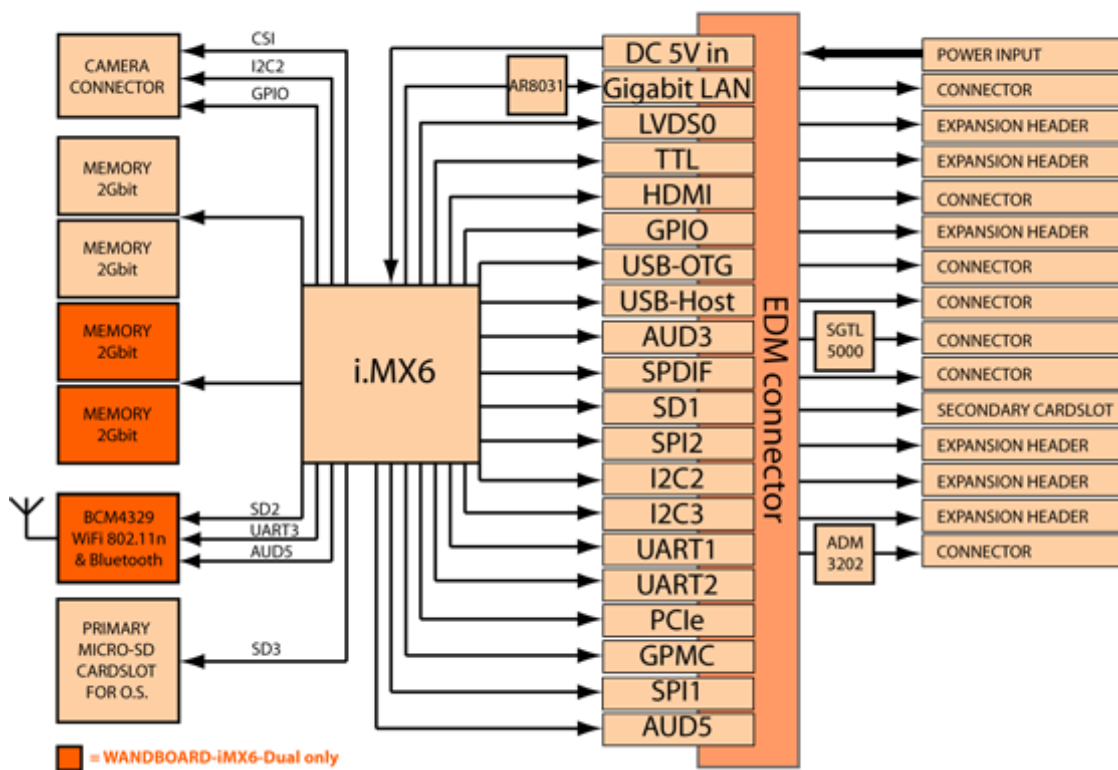 CAMERA
CONNECTOR
CSI
I2C2
GPIO
MEMORY
2Gbit
MEMORY
2Gbit
MEMORY
2Gbit
MEMORY
2Gbit
BCM4329
WiFi 802.11n
& Bluetooth
SD2
UART3
AUD5
PRIMARY
MICRO-SD
CARDSLOT
FOR O.S.
SD3
= WANDBOARD-iMX6-Dual only
i.MX6
AR8031
DC 5V in
Gigabit LAN
LVDS0
TTL
HDMI
GPIO
USB-OTG
USB-Host
AUD3
SPDIF
SD1
SPI2
I2C2
I2C3
UART1
UART2
PCIe
GPMC
SPI1
AUD5
EDM connector
SGTL
5000
ADM
3202
POWER INPUT
CONNECTOR
EXPANSION HEADER
EXPANSION HEADER
CONNECTOR
EXPANSION HEADER
CONNECTOR
CONNECTOR
CONNECTOR
CONNECTOR
SECONDARY CARDSLOT
EXPANSION HEADER
EXPANSION HEADER
EXPANSION HEADER
CONNECTOR